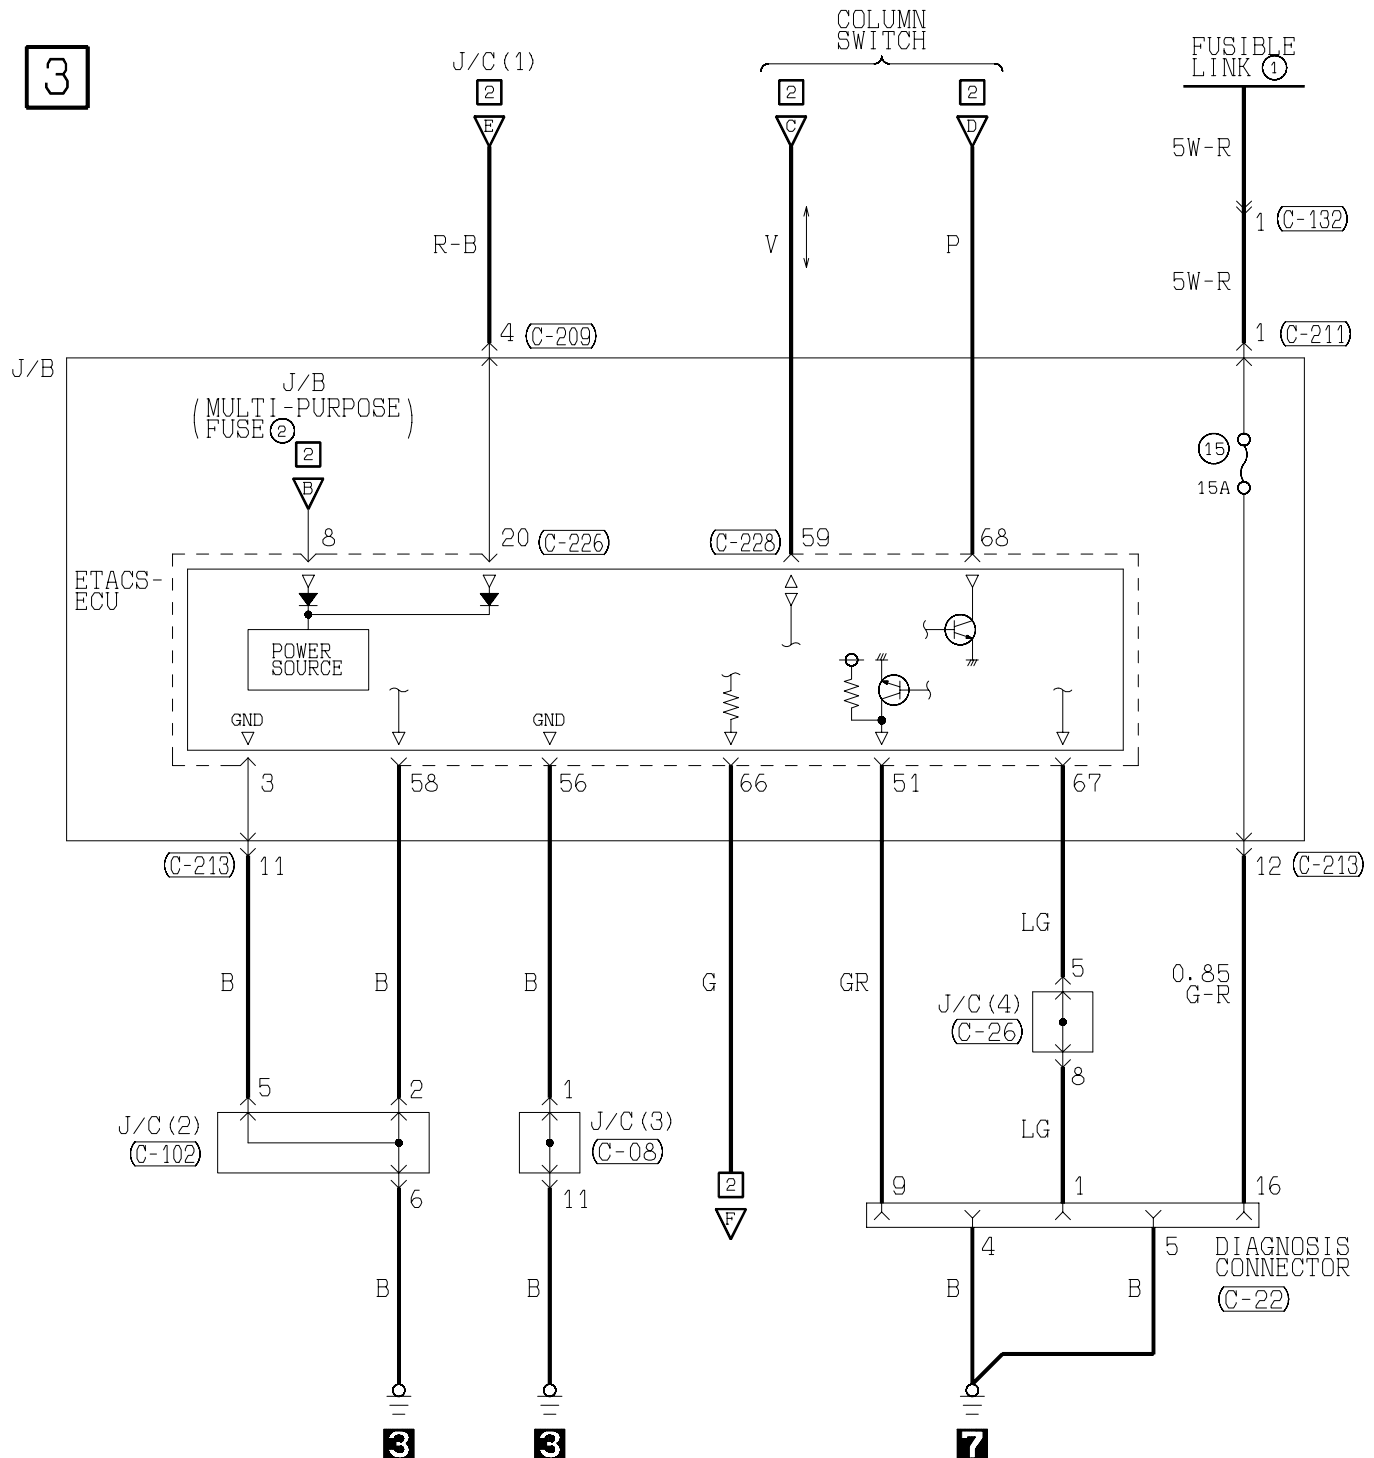 3
J/C(1)
2
E
COLUMN
SWITCH
2
C
2
D
FUSIBLE
LINK 1
5W-R
1 C-132
5W-R
R-B
V
P
4 C-209
1 C-211
J/B
J/B
(MULTI-PURPOSE)
FUSE 2
2
B
15
15A
8
20 C-226
C-228 59
68
ETACS-
ECU
POWER
SOURCE
GND
GND
3
58
56
66
51
67
C-213 11
12 C-213
B
B
B
G
GR
LG
5
J/C(4)
C-26
8
LG
0.85
G-R
5
2
1
J/C(2)
C-102
J/C(3)
C-08
6
11
2
F
9
1
16
4
5
DIAGNOSIS
CONNECTOR
C-22
B
B
B
B
3
3
7